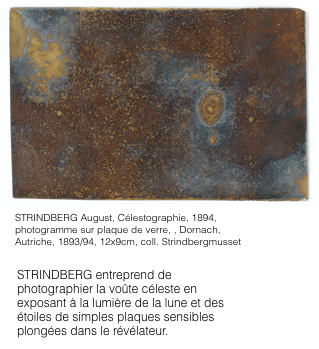 STRINDBERG August, Célestographie, 1894,
photogramme sur plaque de verre, , Dornach,
Autriche, 1893/94, 12x9cm, coll. Strindbergmusset
STRINDBERG entreprend de
photographier la voûte céleste en
exposant à la lumière de la lune et des
étoiles de simples plaques sensibles
plongées dans le révélateur.